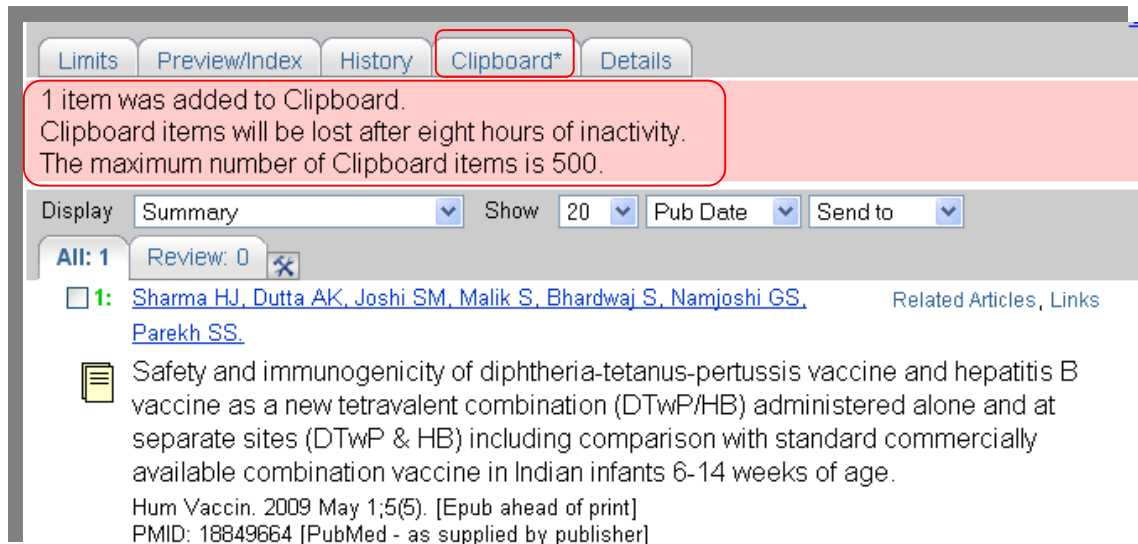 Limits Preview/Index History Clipboard* Details
1 item was added to Clipboard.
Clipboard items will be lost after eight hours of inactivity.
The maximum number of Clipboard items is 500.
Display Summary Show 20 Pub Date Send to
All: 1 Review: 0
1: Sharma HJ, Dutta AK, Joshi SM, Malik S, Bhardwaj S, Namjoshi GS, Related Articles, Links
Parekh SS.
Safety and immunogenicity of diphtheria-tetanus-pertussis vaccine and hepatitis B
vaccine as a new tetravalent combination (DTwP/HB) administered alone and at
separate sites (DTwP & HB) including comparison with standard commercially
available combination vaccine in Indian infants 6-14 weeks of age.
Hum Vaccin. 2009 May 1;5(5). [Epub ahead of print]
PMID: 18849664 [PubMed - as supplied by publisher]